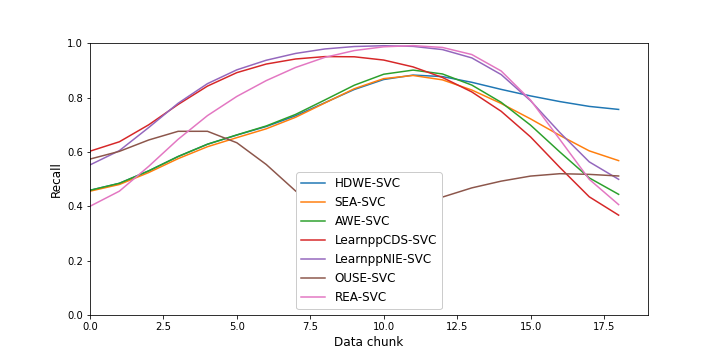 1.0
0.8
0.6
0.4
0.2
0.0
Recall
HDWE-SVC
SEA-SVC
AWE-SVC
LearnppCDS-SVC
LearnppNIE-SVC
OUSE-SVC
REA-SVC
0.0 2.5 5.0 7.5 10.0 12.5 15.0 17.5
Data chunk